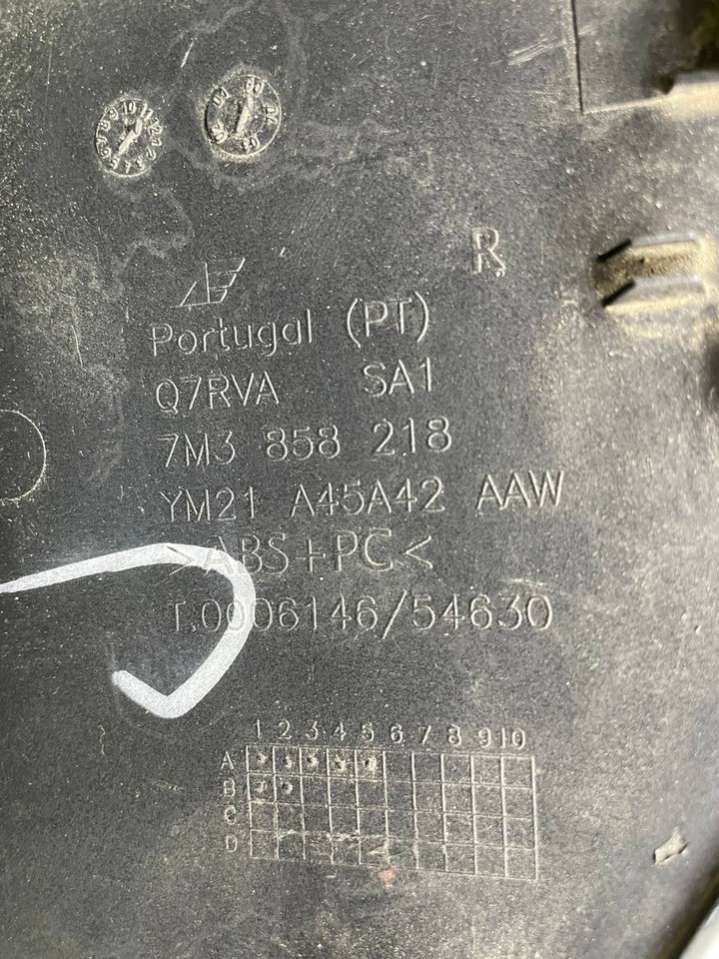 R
Portugal (PT)
Q7RVA SA1
7M3 858 218
YM21 A45A42 AAW
>ABS+PC<
T.0006146/54630
1 2 3 4 5 6 7 8 9 10
A
B
C
D